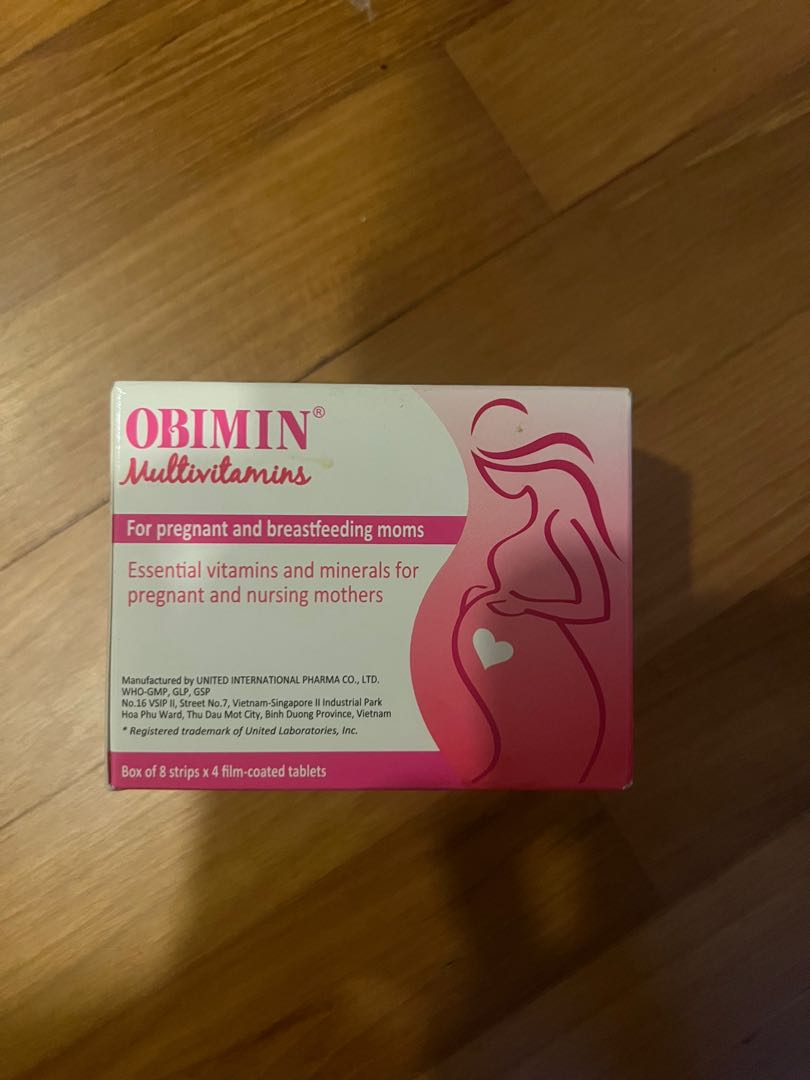 OBIMIN®
Multivitamins
For pregnant and breastfeeding moms
Essential vitamins and minerals for
pregnant and nursing mothers
Manufactured by UNITED INTERNATIONAL PHARMA CO., LTD.
WHO-GMP, GLP, GSP
No.16 VSIP II, Street No.7, Vietnam-Singapore II Industrial Park
Hoa Phu Ward, Thu Dau Mot City, Binh Duong Province, Vietnam
* Registered trademark of United Laboratories, Inc.
Box of 8 strips x 4 film-coated tablets